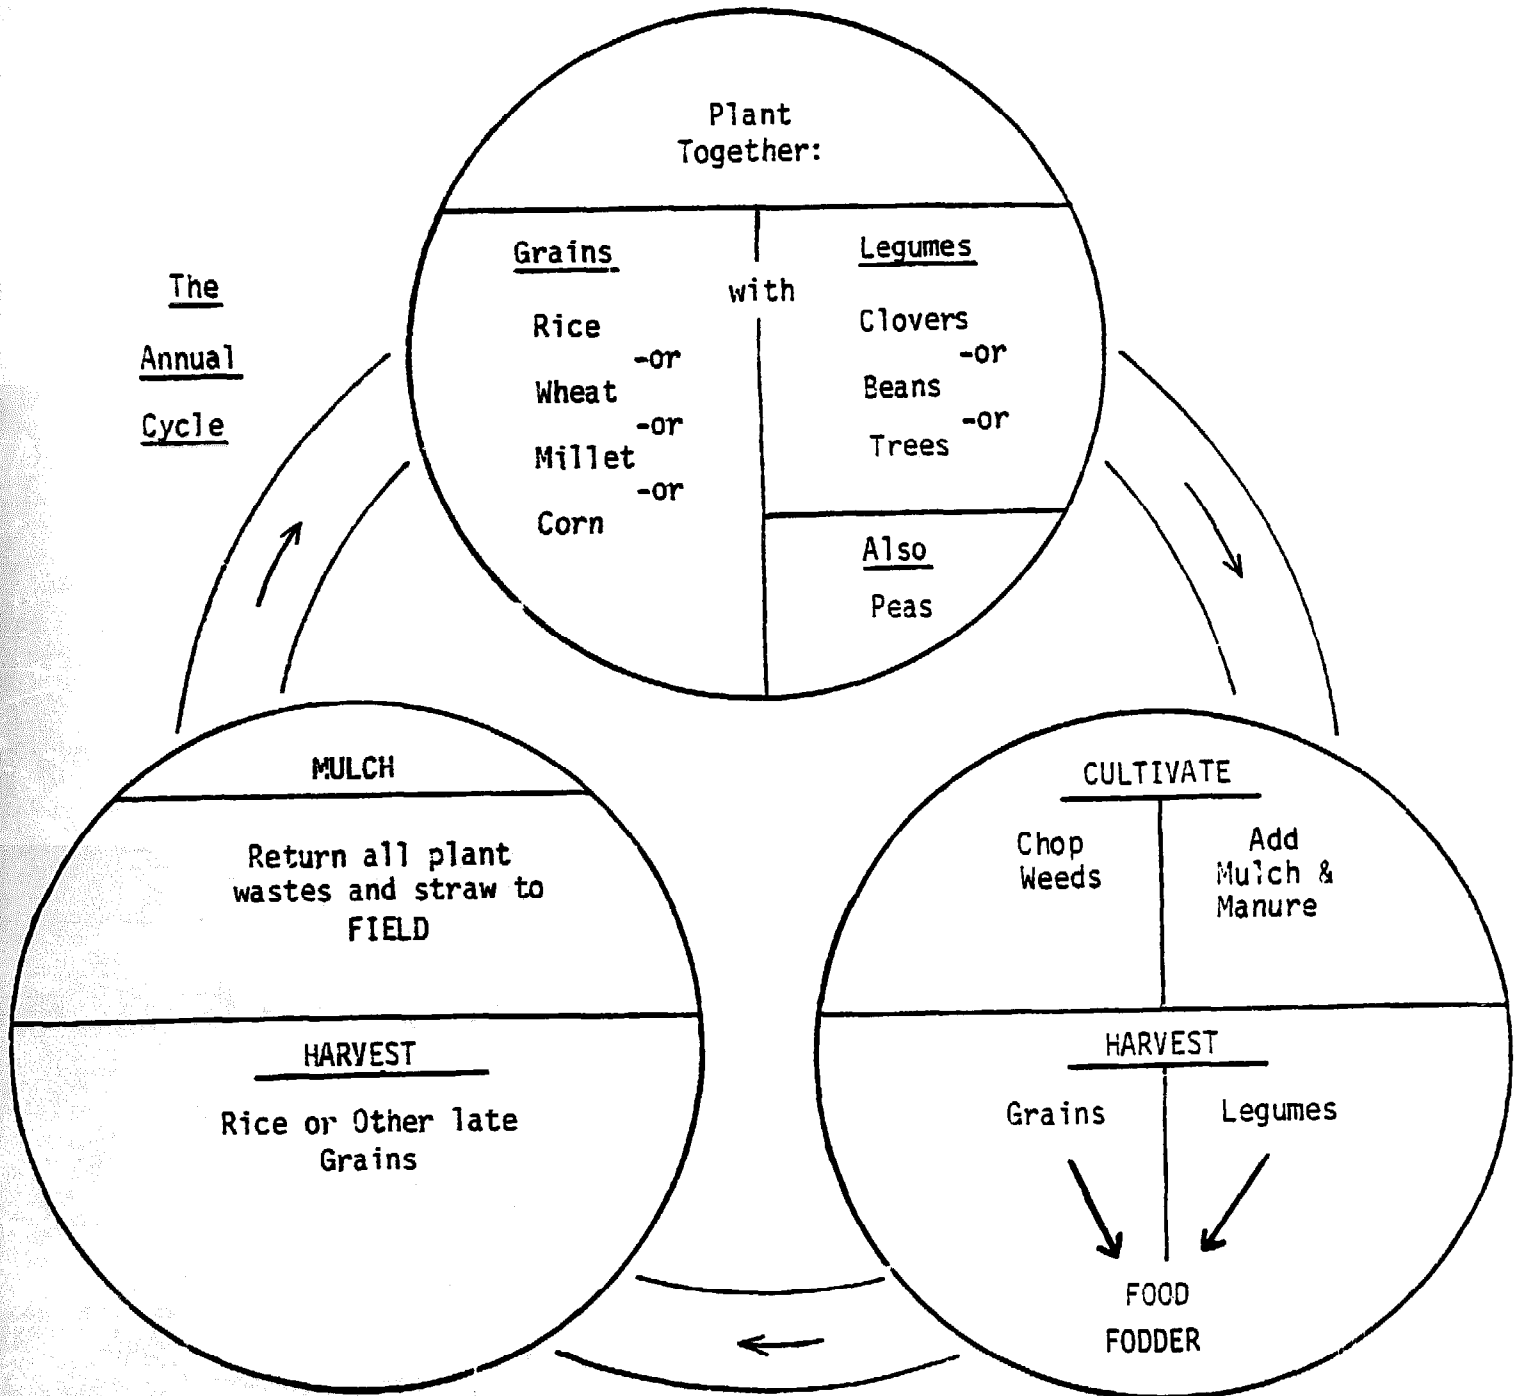 The
Annual
Cycle
Plant
Together:
Grains
Rice
-or
Wheat
-or
Millet
-or
Corn
with
Legumes
Clovers
-or
Beans
-or
Trees
Also
Peas
CULTIVATE
Chop
Weeds
Add
Mulch &
Manure
HARVEST
Grains
Legumes
FOOD
FODDER
MULCH
Return all plant
wastes and straw to
FIELD
HARVEST
Rice or Other late
Grains